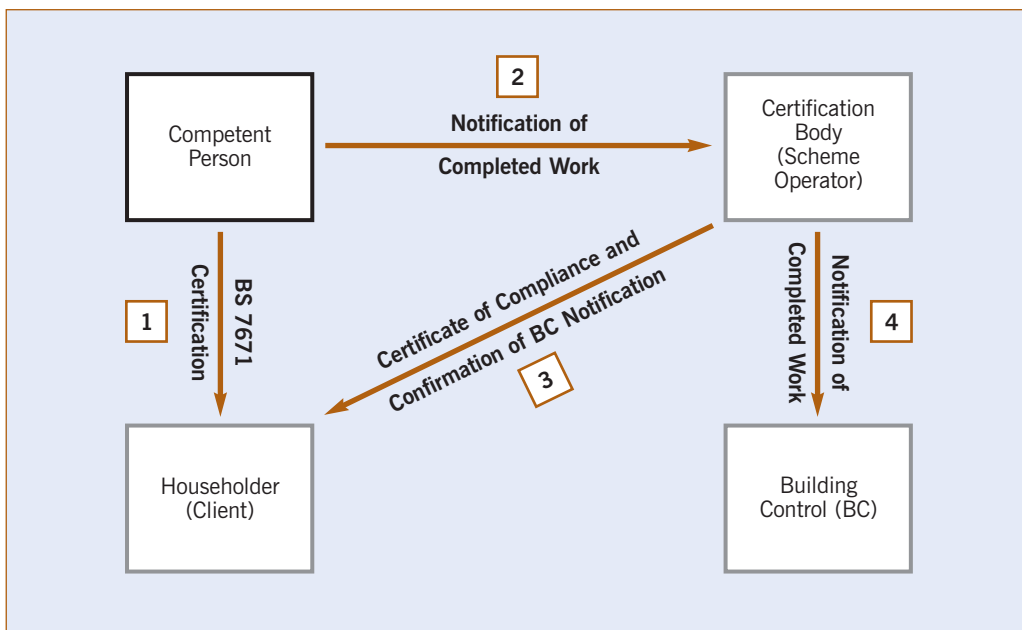 2
Competent
Person
Notification of
Completed Work
Certification
Body
(Scheme
Operator)
1
BS 7671
Certification
Certificate of Compliance and
Confirmation of BC Notification
3
Notification of
Completed Work
4
Householder
(Client)
Building
Control (BC)